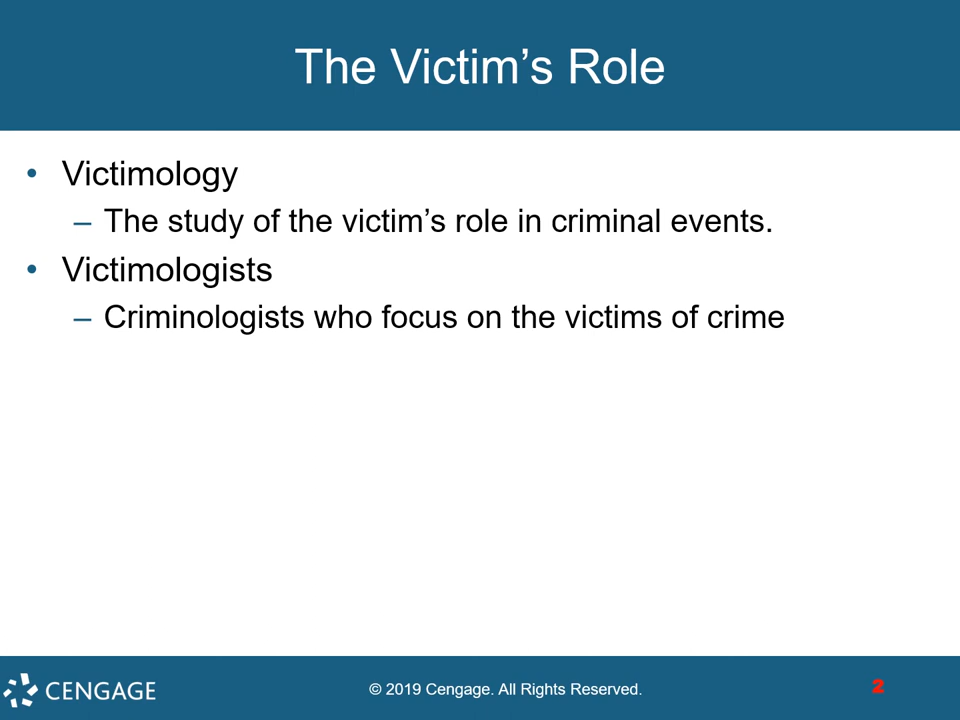 The Victim’s Role
• Victimology
– The study of the victim’s role in criminal events.
• Victimologists
– Criminologists who focus on the victims of crime
CENGAGE
© 2019 Cengage. All Rights Reserved.
2